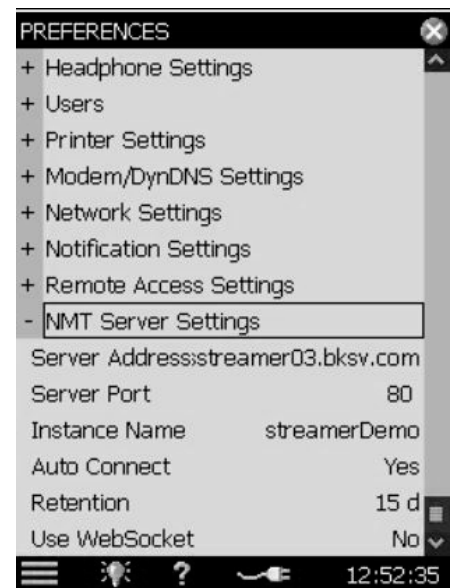 PREFERENCES
+ Headphone Settings
+ Users
+ Printer Settings
+ Modem/DynDNS Settings
+ Network Settings
+ Notification Settings
+ Remote Access Settings
- NMT Server Settings
Server Address:streamer03.bksv.com
Server Port 80
Instance Name streamerDemo
Auto Connect Yes
Retention 15 d
Use WebSocket No
? 12:52:35